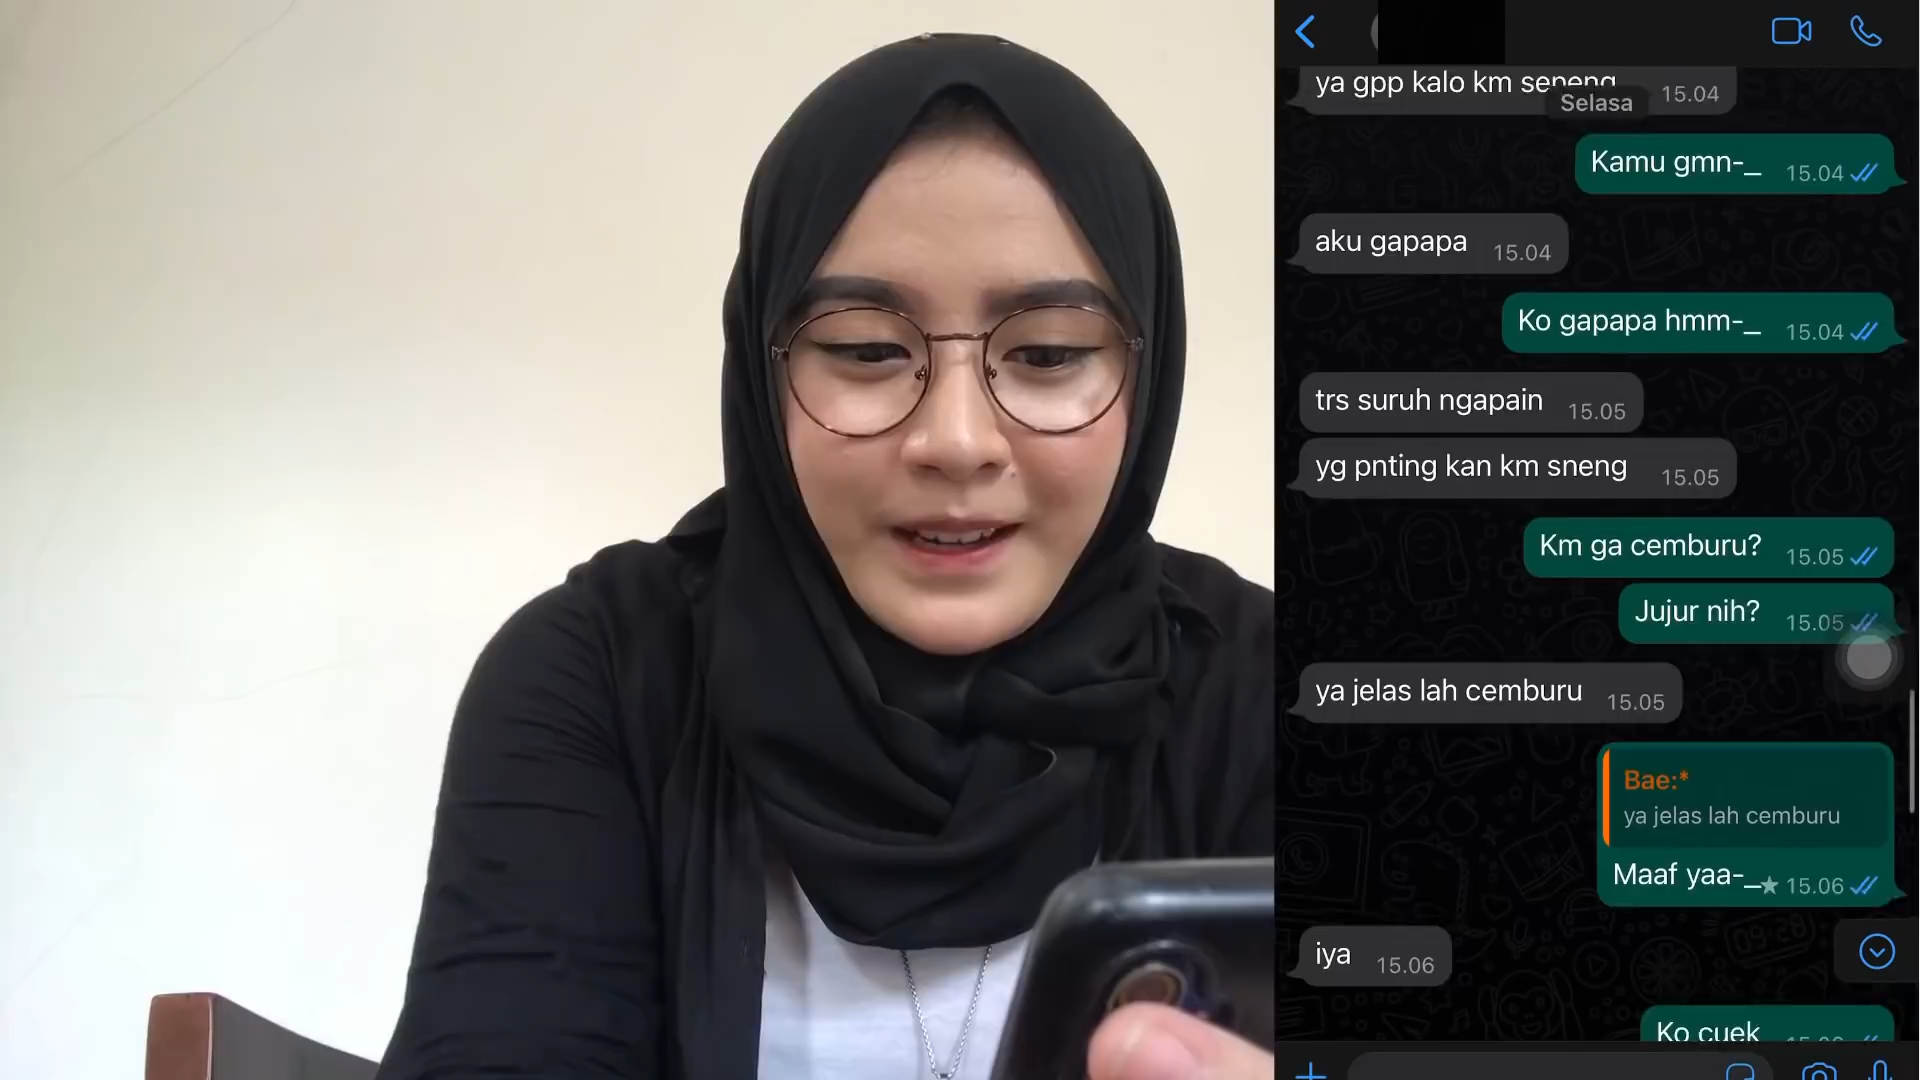 ya gpp kalo km seneng 15.04
Selasa
Kamu gmn-_ 15.04
aku gapapa 15.04
Ko gapapa hmm-_ 15.04
trs suruh ngapain 15.05
yg pnting kan km sneng 15.05
Km ga cemburu? 15.05
Jujur nih? 15.05
ya jelas lah cemburu 15.05
Bae:*
ya jelas lah cemburu
Maaf yaa-_ ★ 15.06
iya 15.06
Ko cuek